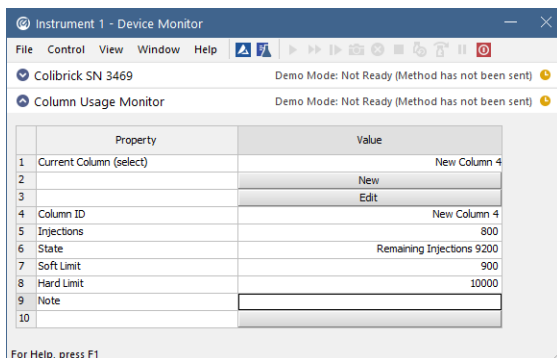 Instrument 1 - Device Monitor
File Control View Window Help
Colibrick SN 3469 Demo Mode: Not Ready (Method has not been sent)
Column Usage Monitor Demo Mode: Not Ready (Method has not been sent)
Property Value
1 Current Column (select) New Column 4
2 New
3 Edit
4 Column ID New Column 4
5 Injections 800
6 State Remaining Injections 9200
7 Soft Limit 900
8 Hard Limit 10000
9 Note
10
For Help, press F1